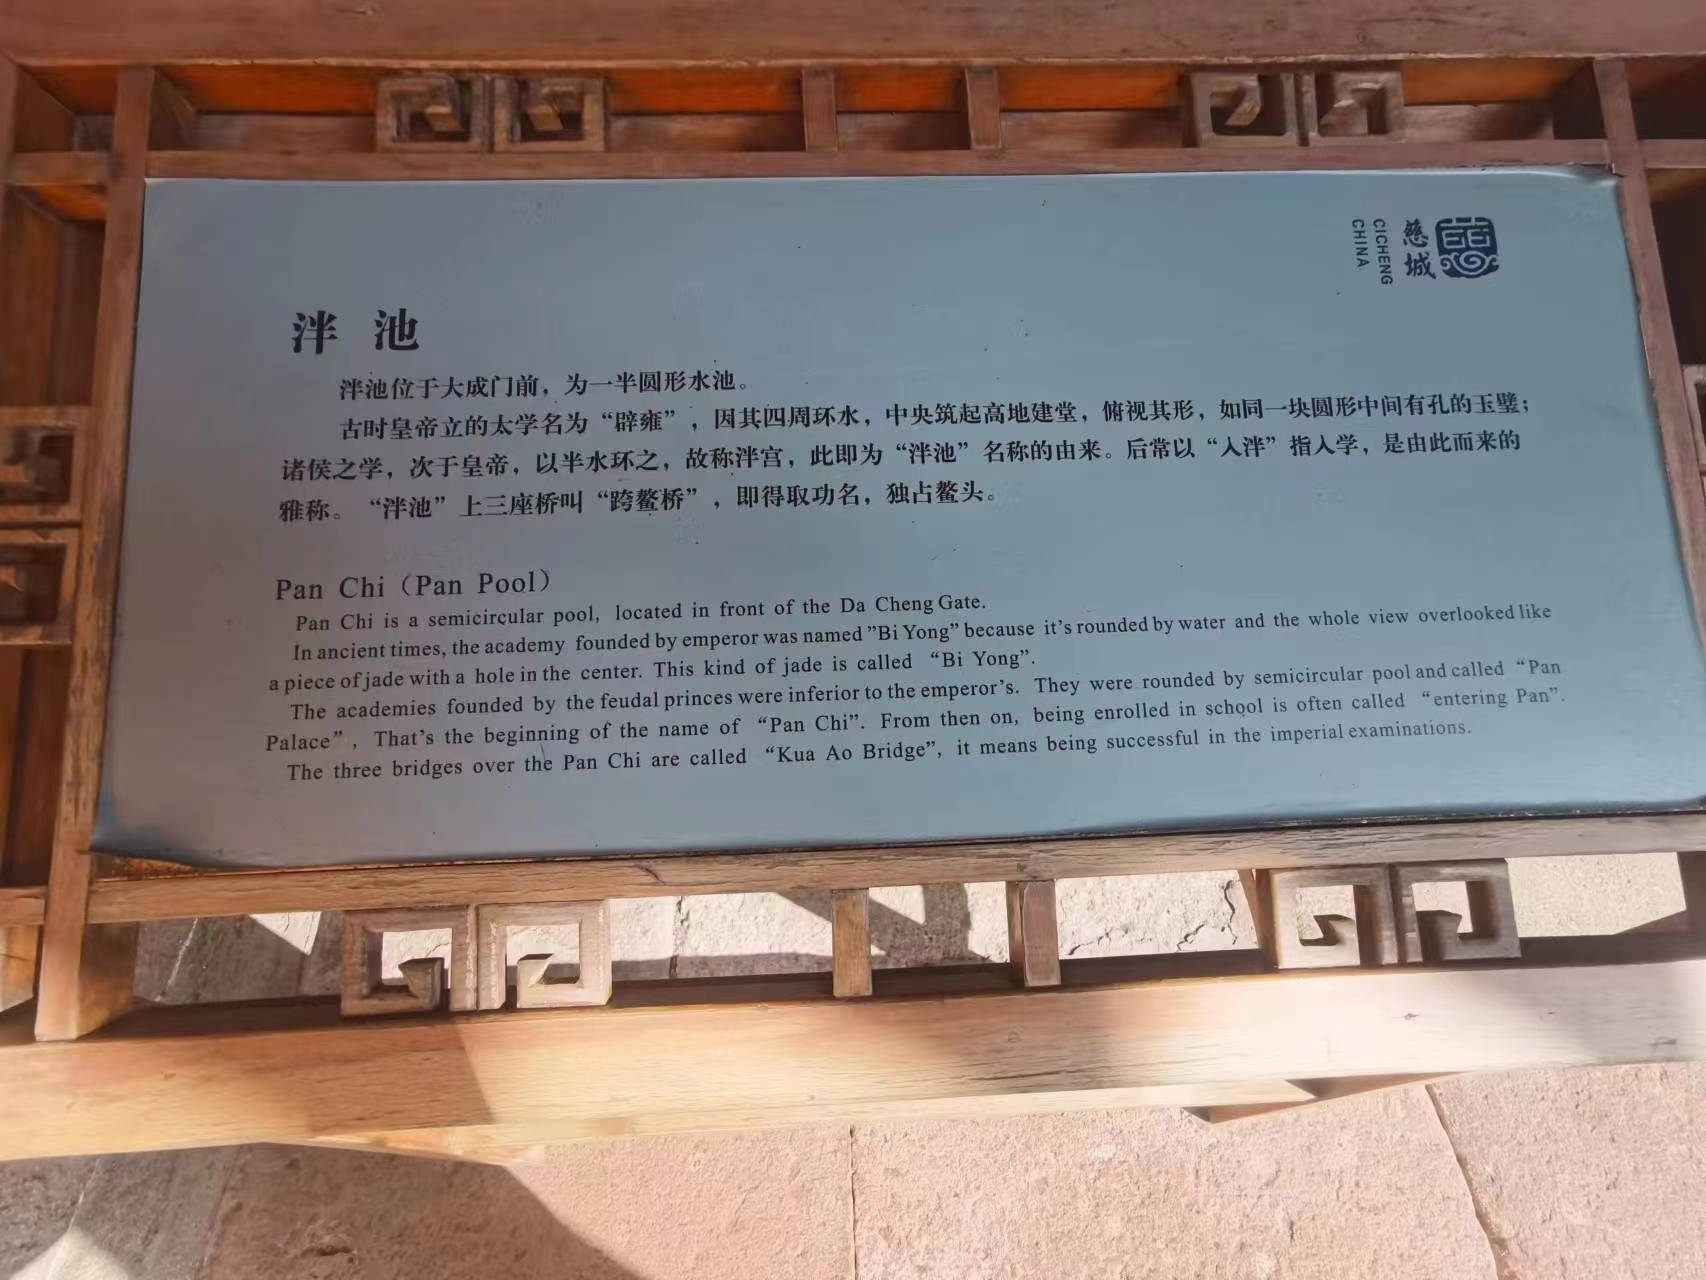 慈城
CICHENG
CHINA
泮 池
泮池位于大成门前，为一半圆形水池。
古时皇帝立的太学名为“辟雍”，因其四周环水，中央筑起高地建堂，俯视其形，如同一块圆形中间有孔的玉璧；
诸侯之学，次于皇帝，以半水环之，故称泮宫，此即为“泮池”名称的由来。后常以“入泮”指入学，是由此而来的
雅称。“泮池”上三座桥叫“跨鳌桥”，即得取功名，独占鳌头。
Pan Chi（Pan Pool）
Pan Chi is a semicircular pool, located in front of the Da Cheng Gate.
In ancient times, the academy founded by emperor was named ”Bi Yong” because it’s rounded by water and the whole view overlooked like
a piece of jade with a hole in the center. This kind of jade is called “Bi Yong”.
The academies founded by the feudal princes were inferior to the emperor’s. They were rounded by semicircular pool and called “Pan
Palace”, That’s the beginning of the name of “Pan Chi”. From then on, being enrolled in school is often called “entering Pan”.
The three bridges over the Pan Chi are called “Kua Ao Bridge”, it means being successful in the imperial examinations.